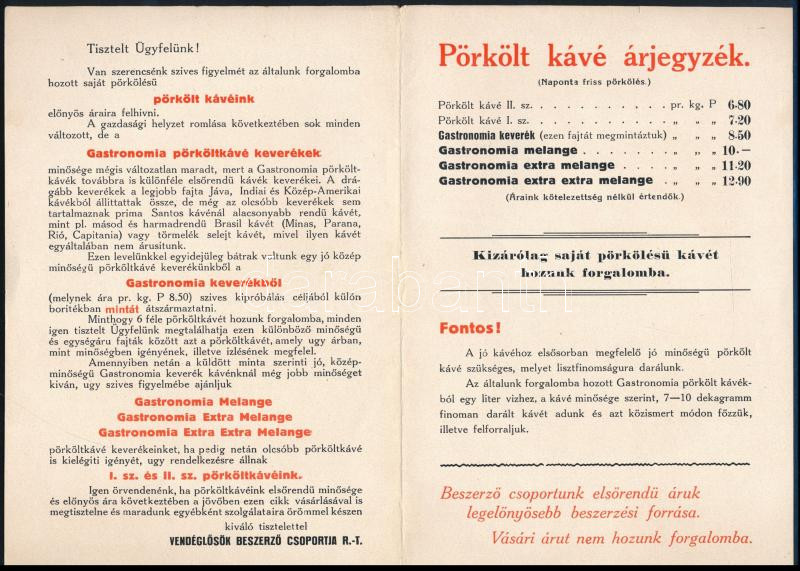 Tisztelt Ügyfelünk!
Van szerencsénk szives figyelmét az általunk forgalomba
hozott saját pörkölésü
pörkölt kávéink
előnyös áraira felhivni.
A gazdasági helyzet romlása következtében sok minden
változott, de a
Gastronomia pörköltkávé keverékek
minősége mégis változatlan maradt, mert a Gastronomia pörkölt-
kávék továbbra is különféle elsőrendü kávék keverékei. A drá-
gább keverékek a legjobb fajta Jáva, Indiai és Közép-Amerikai
kávékból állittattak össze, de még az olcsóbb keverékek sem
tartalmaznak prima Santos kávénál alacsonyabb rendü kávét,
mint pl. másod és harmadrendü Brasil kávét (Minas, Parana,
Rió, Capitania) vagy törmelék selejt kávét, mivel ilyen kávét
egyáltalában nem árusitunk.
Ezen levelünkkel egyidejüleg bátrak voltunk egy jó közép
minőségü pörköltkávé keverékünkből a
Gastronomia keverékből
(melynek ára pr. kg. P 8.50) szives kipróbálás céljából külön
boritékban mintát átszármaztatni.
Minthogy 6 féle pörköltkávét hozunk forgalomba, minden
igen tisztelt Ügyfelünk megtalálhatja ezen különböző minőségü
és egységáru fajták között azt a pörköltkávét, amely ugy árban,
mint minőségben igényének, illetve izlésének megfelel.
Amennyiben netán a küldött minta szerinti jó, közép-
minőségü Gastronomia keverék kávénknál még jobb minőséget
kiván, ugy szives figyelmébe ajánljuk
Gastronomia Melange
Gastronomia Extra Melange
Gastronomia Extra Extra Melange
pörköltkávé keverékeinket, ha pedig netán olcsóbb pörköltkávé
is kielégiti igényét, ugy rendelkezésre állnak
I. sz. és II. sz. pörköltkávéink.
Igen örvendenénk, ha pörköltkávéink elsőrendü minősége
és előnyös ára következtében a jövőben ezen cikk vásárlásával is
megtisztelne és maradunk egyébként szolgálataira örömmel készen
kiváló tisztelettel
VENDÉGLŐSÖK BESZERZŐ CSOPORTJA R.-T.
Pörkölt kávé árjegyzék.
(Naponta friss pörkölés.)
Pörkölt kávé II. sz. . . . . . . . . . . . pr. kg. P 6·80
Pörkölt kávé I. sz. . . . . . . . . . . . „ „ „ 7·20
Gastronomia keverék (ezen fajtát megmintáztuk) „ „ „ 8·50
Gastronomia melange . . . . . . . . „ „ „ 10·—
Gastronomia extra melange . . . . . „ „ „ 11·20
Gastronomia extra extra melange . „ „ „ 12·90
(Áraink kötelezettség nélkül értendők.)
Kizárólag saját pörkölésü kávét
hozunk forgalomba.
Fontos!
A jó kávéhoz elsősorban megfelelő jó minőségü pörkölt
kávé szükséges, melyet lisztfinomságura darálunk.
Az általunk forgalomba hozott Gastronomia pörkölt kávék-
ból egy liter vizhez, a kávé minősége szerint, 7—10 dekagramm
finoman darált kávét adunk és azt közismert módon főzzük,
illetve felforraljuk.
Beszerző csoportunk elsőrendü áruk
legelőnyösebb beszerzési forrása.
Vásári árut nem hozunk forgalomba.
darabanth